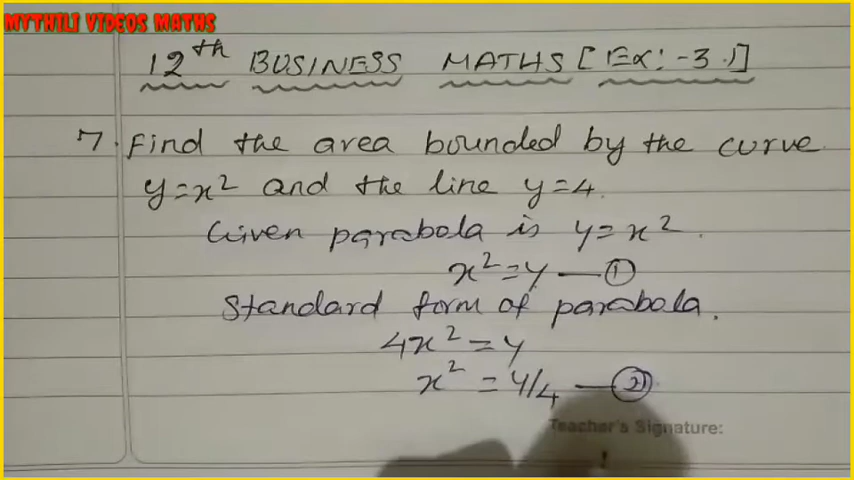 MYTHILI VIDEOS MATHS
12th BUSINESS MATHS [Ex:-3.1]
7. Find the area bounded by the curve
y=x² and the line y=4.
Given parabola is y=x².
x²=y — ①
Standard form of parabola.
4x²=y
x²=y/4 — ②
Teacher's Signature: